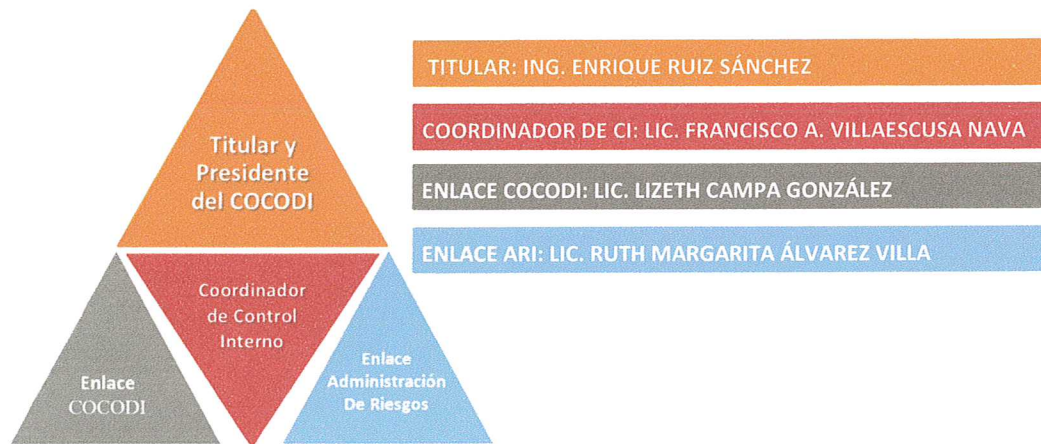 Titular y
Presidente
del COCODI
Coordinador
de Control
Interno
Enlace
COCODI
Enlace
Administración
De Riesgos
TITULAR: ING. ENRIQUE RUIZ SÁNCHEZ
COORDINADOR DE CI: LIC. FRANCISCO A. VILLAESCUSA NAVA
ENLACE COCODI: LIC. LIZETH CAMPA GONZÁLEZ
ENLACE ARI: LIC. RUTH MARGARITA ÁLVAREZ VILLA